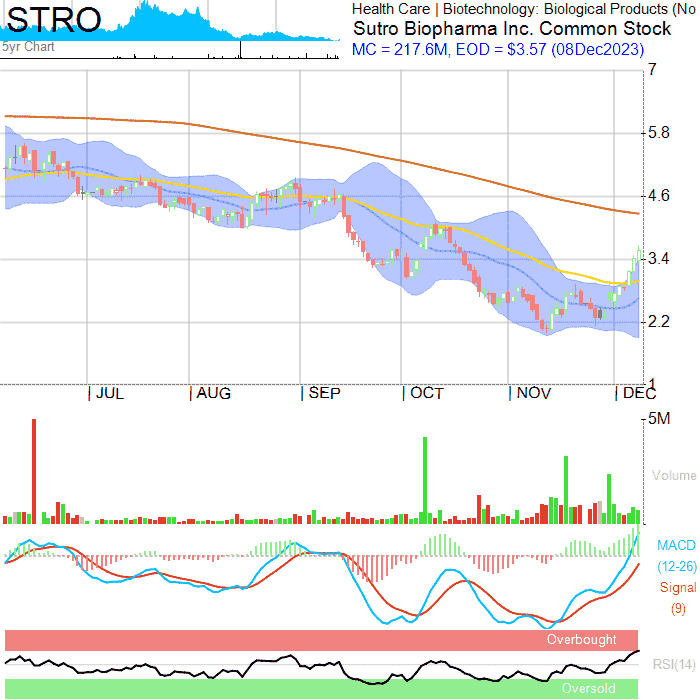 STRO
Health Care | Biotechnology: Biological Products (No
Sutro Biopharma Inc. Common Stock
MC = 217.6M, EOD = $3.57 (08Dec2023)
5yr Chart
7
5.8
4.6
3.4
2.2
1
JUL AUG SEP OCT NOV DEC
5M
Volume
MACD
(12-26)
Signal
(9)
Overbought
RSI(14)
Oversold